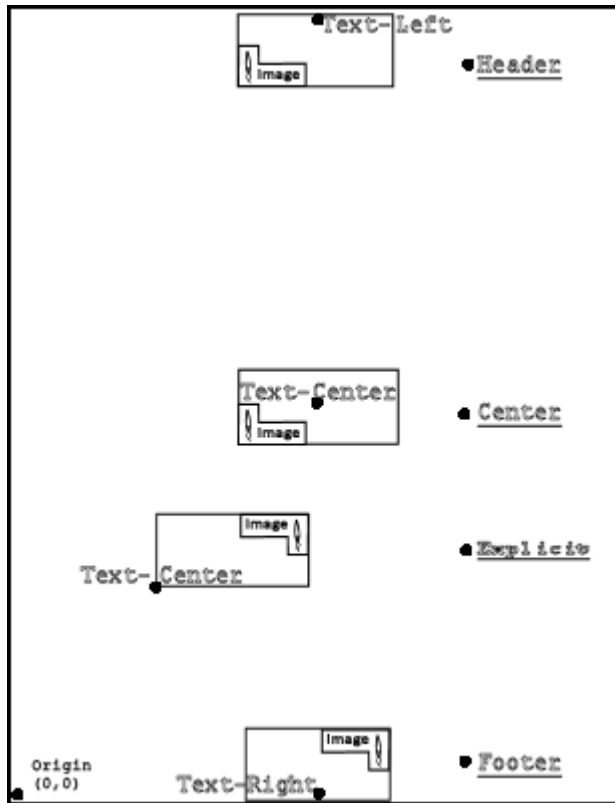 Text-Left
Header
Image
Text-Center
Center
Image
Image
Explicit
Text-Center
Image
Origin
(0,0)
Footer
Text-Right